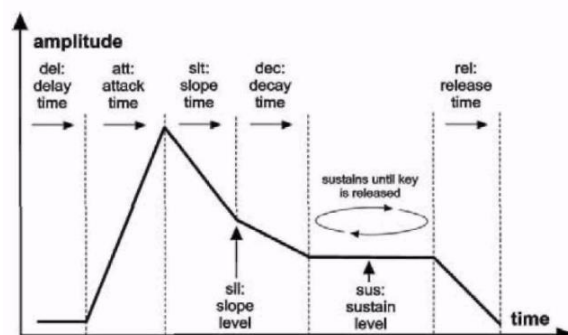 amplitude
del:
delay
time
att:
attack
time
slt:
slope
time
dec:
decay
time
rel:
release
time
sustains until key
is released
sll:
slope
level
sus:
sustain
level
time